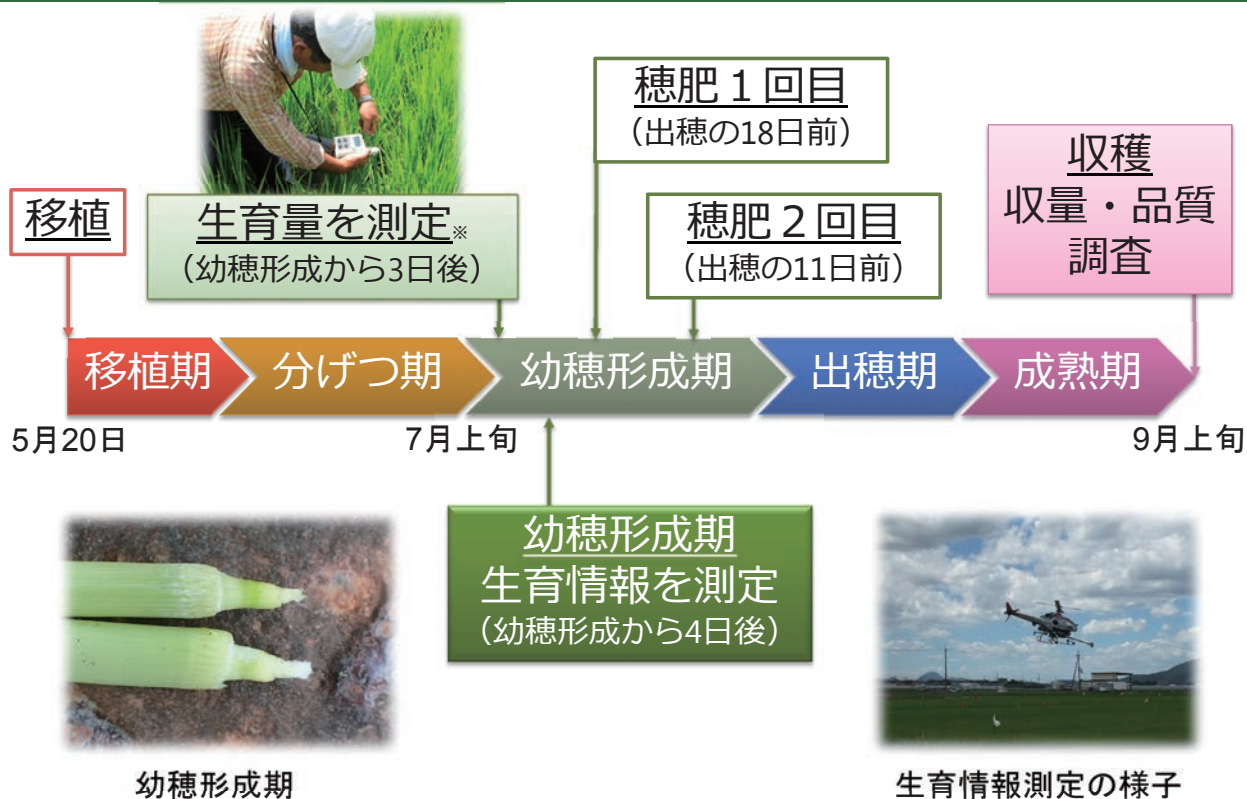 穂肥１回目
（出穂の18日前）
移植
生育量を測定※
（幼穂形成から3日後）
穂肥２回目
（出穂の11日前）
収穫
収量・品質
調査
移植期
分げつ期
幼穂形成期
出穂期
成熟期
5月20日
7月上旬
9月上旬
幼穂形成期
生育情報を測定
（幼穂形成から4日後）
幼穂形成期
生育情報測定の様子